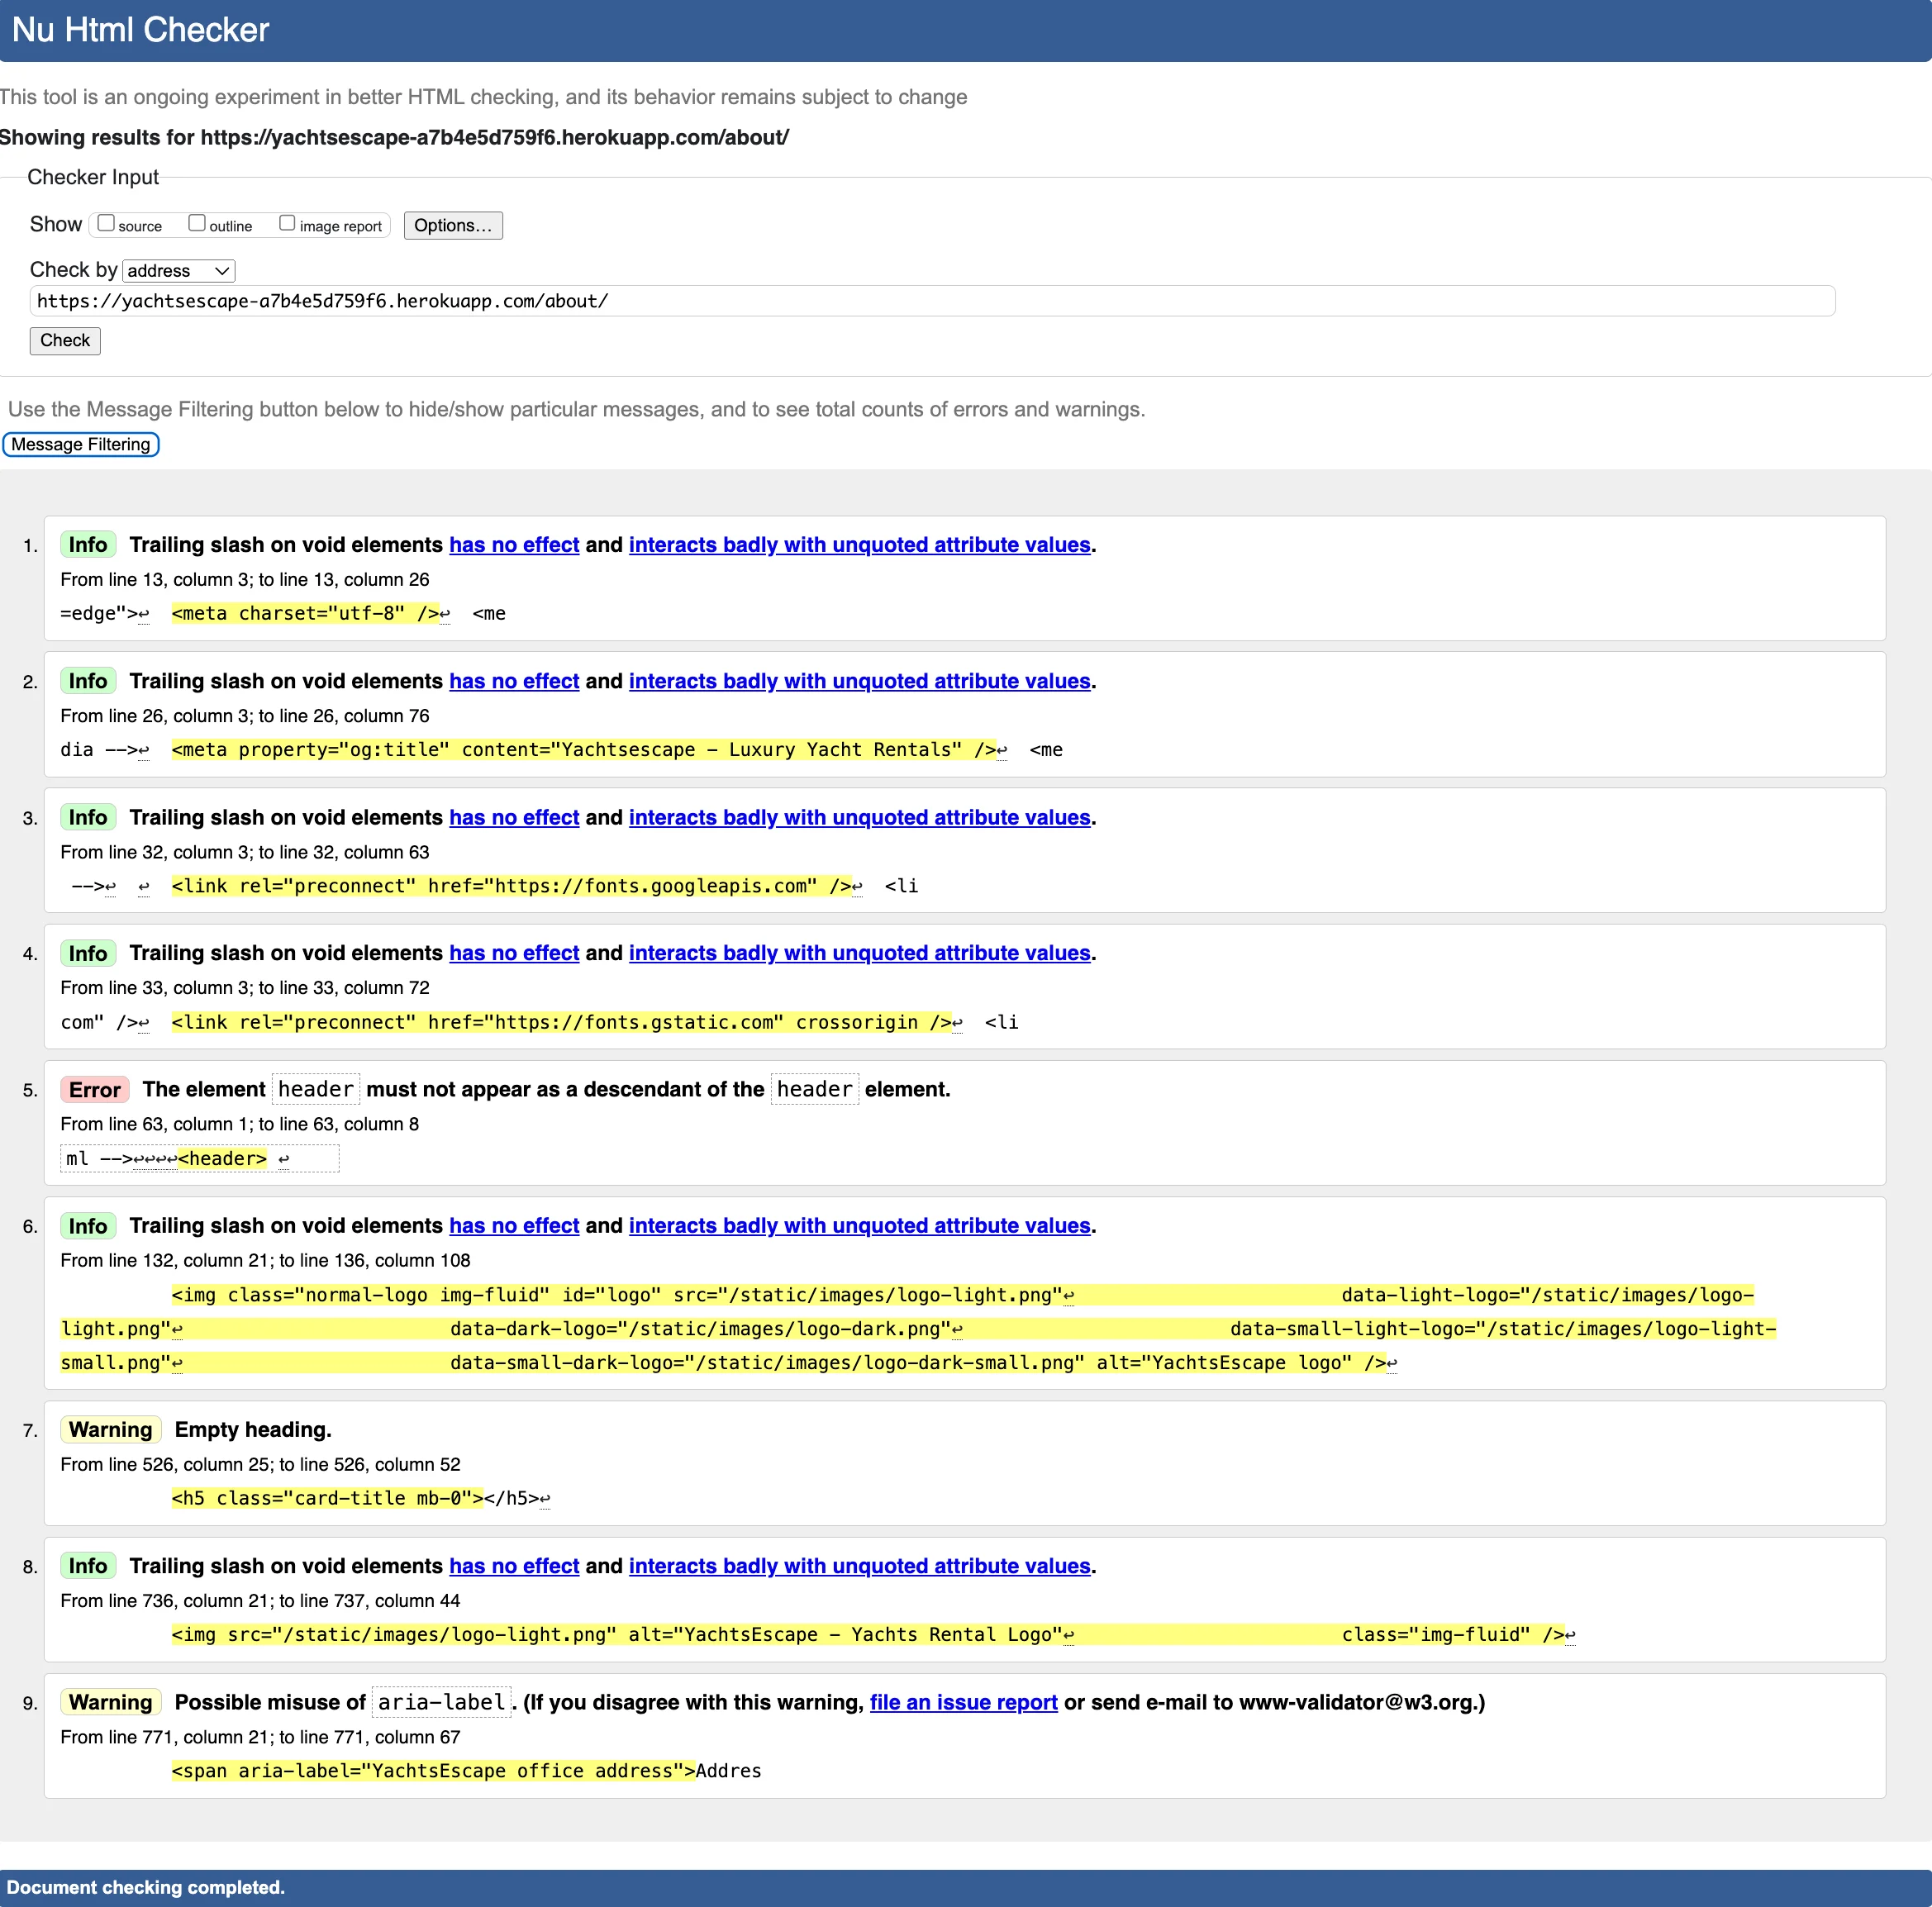 Nu Html Checker
This tool is an ongoing experiment in better HTML checking, and its behavior remains subject to change
Showing results for https://yachtsescape-a7b4e5d759f6.herokuapp.com/about/
Checker Input
Show source outline image report Options...
Check by address
https://yachtsescape-a7b4e5d759f6.herokuapp.com/about/
Check
Use the Message Filtering button below to hide/show particular messages, and to see total counts of errors and warnings.
Message Filtering
1. Info Trailing slash on void elements has no effect and interacts badly with unquoted attribute values.
From line 13, column 3; to line 13, column 26
=edge">↩  <meta charset="utf-8" />↩  <me
2. Info Trailing slash on void elements has no effect and interacts badly with unquoted attribute values.
From line 26, column 3; to line 26, column 76
dia -->↩  <meta property="og:title" content="Yachtsescape - Luxury Yacht Rentals" />↩  <me
3. Info Trailing slash on void elements has no effect and interacts badly with unquoted attribute values.
From line 32, column 3; to line 32, column 63
-->↩  ↩  <link rel="preconnect" href="https://fonts.googleapis.com" />↩  <li
4. Info Trailing slash on void elements has no effect and interacts badly with unquoted attribute values.
From line 33, column 3; to line 33, column 72
com" />↩  <link rel="preconnect" href="https://fonts.gstatic.com" crossorigin />↩  <li
5. Error The element header must not appear as a descendant of the header element.
From line 63, column 1; to line 63, column 8
ml -->↩↩↩↩<header> ↩
6. Info Trailing slash on void elements has no effect and interacts badly with unquoted attribute values.
From line 132, column 21; to line 136, column 108
<img class="normal-logo img-fluid" id="logo" src="/static/images/logo-light.png"↩ data-light-logo="/static/images/logo-
light.png"↩ data-dark-logo="/static/images/logo-dark.png"↩ data-small-light-logo="/static/images/logo-light-
small.png"↩ data-small-dark-logo="/static/images/logo-dark-small.png" alt="YachtsEscape logo" />↩
7. Warning Empty heading.
From line 526, column 25; to line 526, column 52
<h5 class="card-title mb-0"></h5>↩
8. Info Trailing slash on void elements has no effect and interacts badly with unquoted attribute values.
From line 736, column 21; to line 737, column 44
<img src="/static/images/logo-light.png" alt="YachtsEscape - Yachts Rental Logo"↩ class="img-fluid" />↩
9. Warning Possible misuse of aria-label. (If you disagree with this warning, file an issue report or send e-mail to www-validator@w3.org.)
From line 771, column 21; to line 771, column 67
<span aria-label="YachtsEscape office address">Addres
Document checking completed.